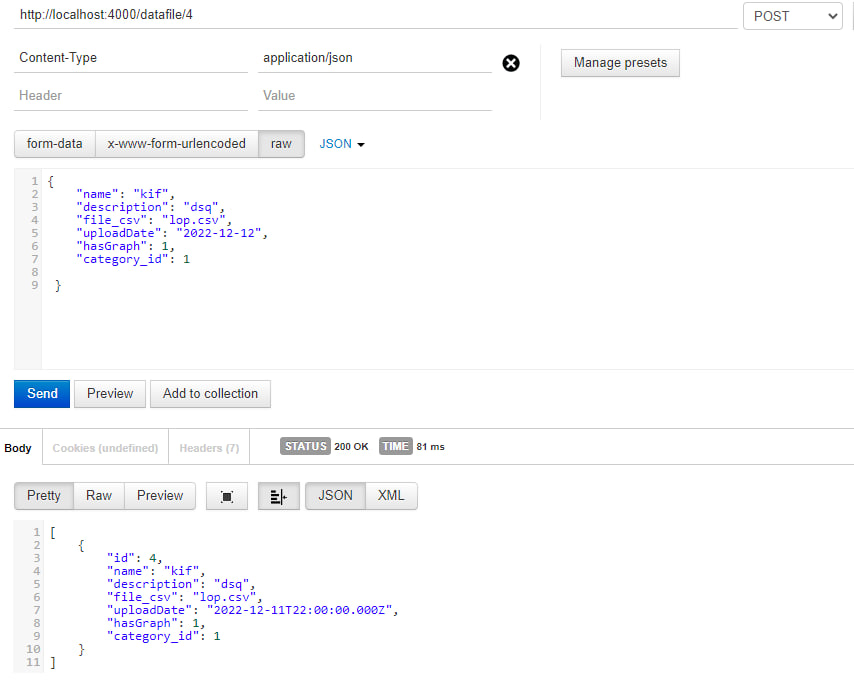 http://localhost:4000/datafile/4 POST
Content-Type application/json Manage presets
Header Value
form-data x-www-form-urlencoded raw JSON
1 {
2 "name": "kif",
3 "description": "dsq",
4 "file_csv": "lop.csv",
5 "uploadDate": "2022-12-12",
6 "hasGraph": 1,
7 "category_id": 1
8
9 }
Send Preview Add to collection
Body Cookies (undefined) Headers (7) STATUS 200 OK TIME 81 ms
Pretty Raw Preview JSON XML
1 [
2 {
3 "id": 4,
4 "name": "kif",
5 "description": "dsq",
6 "file_csv": "lop.csv",
7 "uploadDate": "2022-12-11T22:00:00.000Z",
8 "hasGraph": 1,
9 "category_id": 1
10 }
11 ]